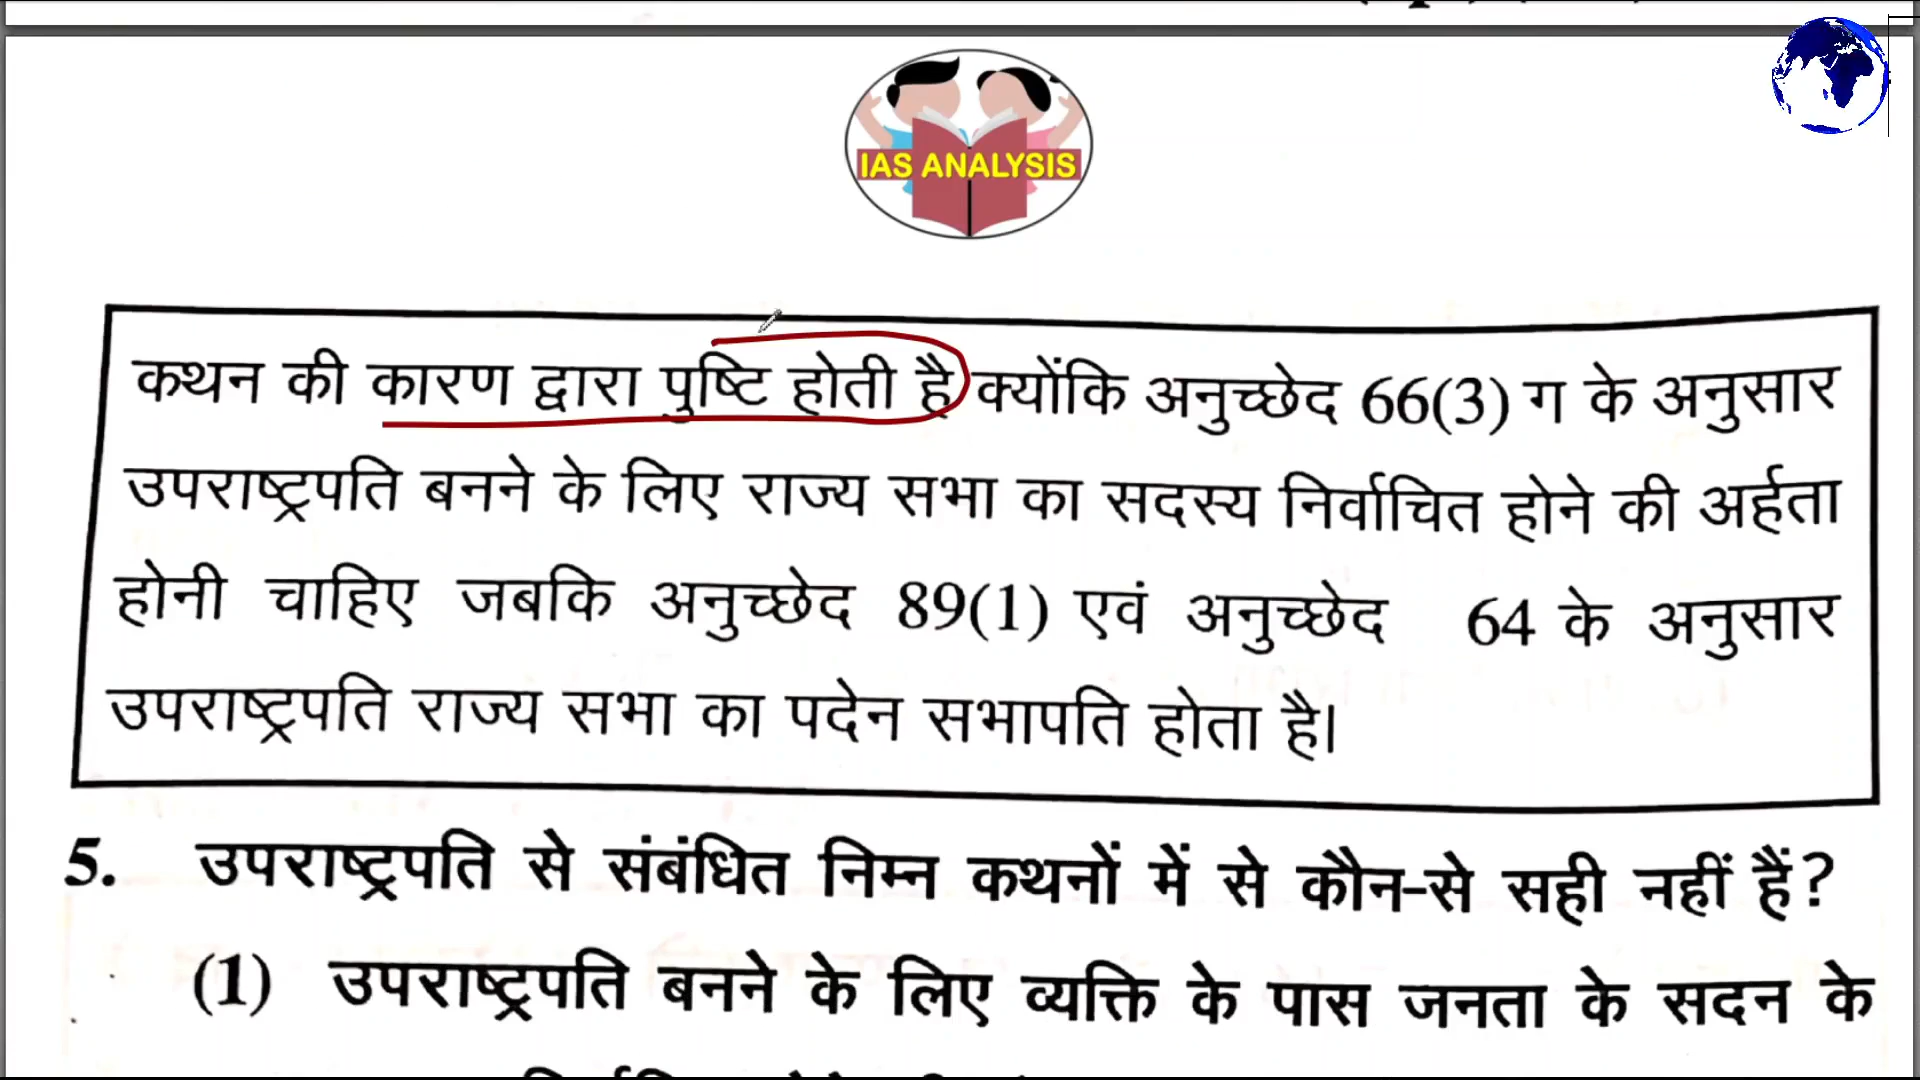 IAS ANALYSIS
कथन की कारण द्वारा पुष्टि होती है क्योंकि अनुच्छेद 66(3) ग के अनुसार
उपराष्ट्रपति बनने के लिए राज्य सभा का सदस्य निर्वाचित होने की अर्हता
होनी चाहिए जबकि अनुच्छेद 89(1) एवं अनुच्छेद 64 के अनुसार
उपराष्ट्रपति राज्य सभा का पदेन सभापति होता है।
5. उपराष्ट्रपति से संबंधित निम्न कथनों में से कौन-से सही नहीं हैं?
(1) उपराष्ट्रपति बनने के लिए व्यक्ति के पास जनता के सदन के